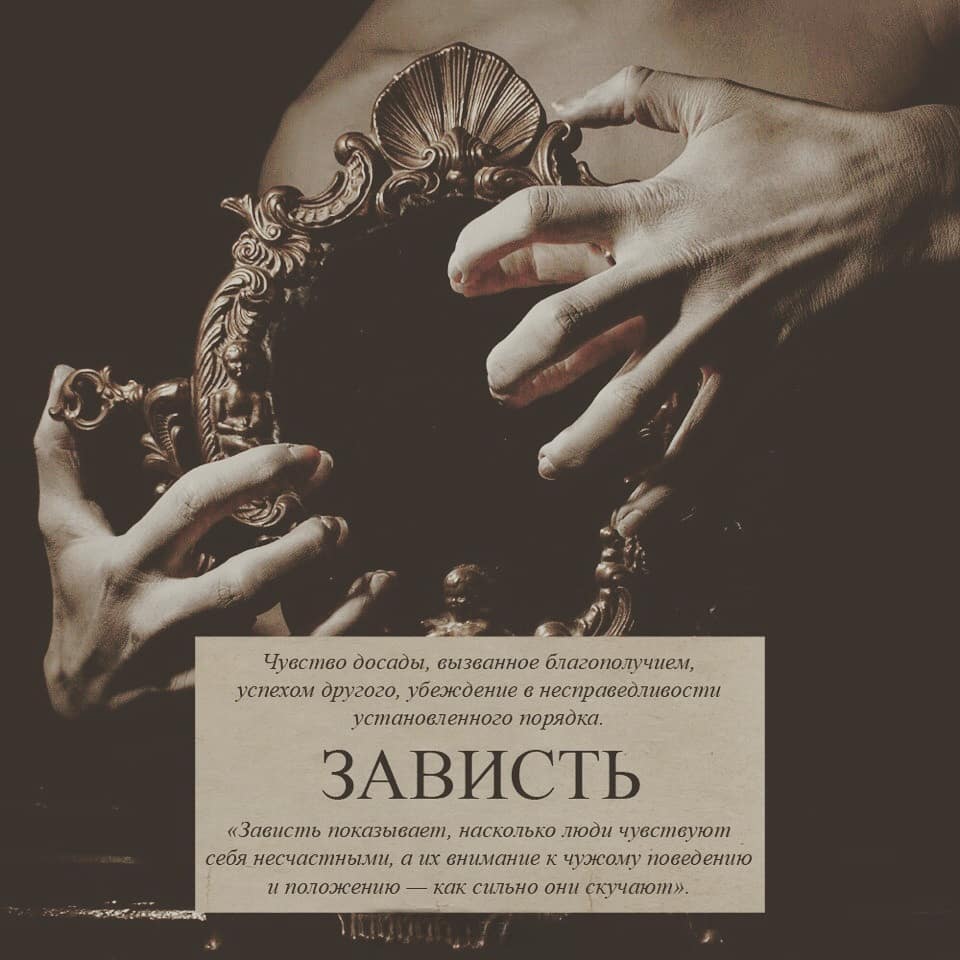 Чувство досады, вызванное благополучием,
успехом другого, убеждение в несправедливости
установленного порядка.
ЗАВИСТЬ
«Зависть показывает, насколько люди чувствуют
себя несчастными, а их внимание к чужому поведению
и положению — как сильно они скучают».